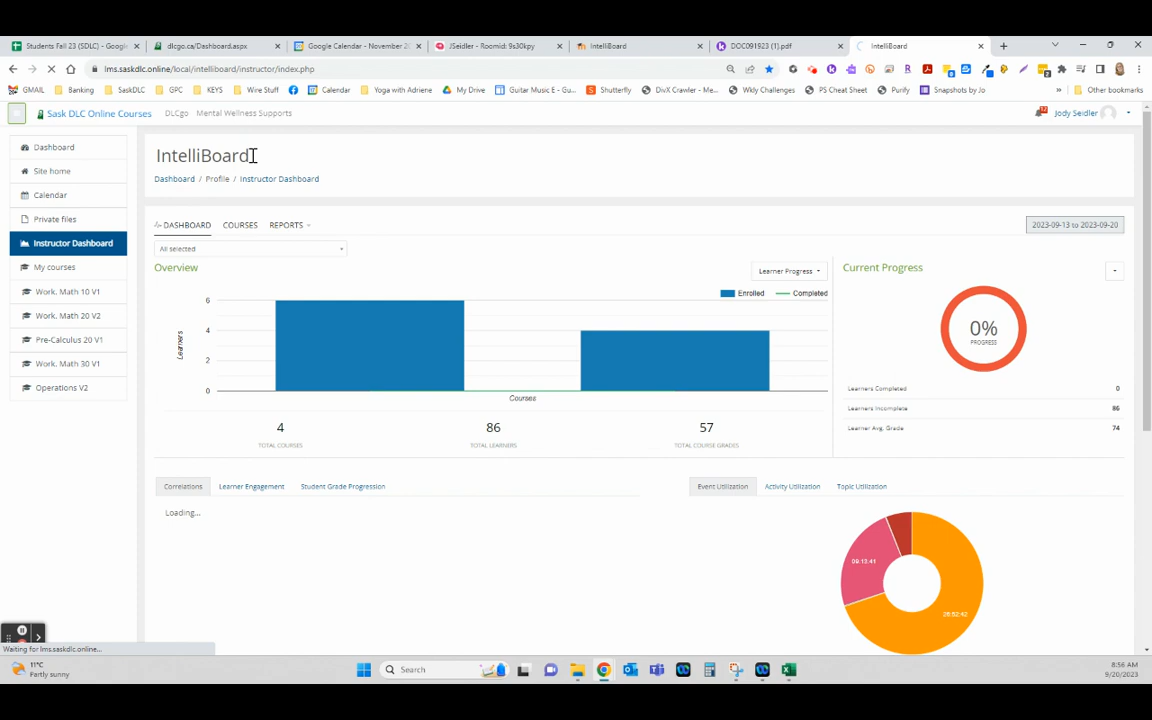 Students Fall 23 (SDLC) - Googl
dlcgo.ca/Dashboard.aspx
Google Calendar - November 2
JSeidler - Roomid: 9s30kpy
IntelliBoard
DOC091923 (1).pdf
IntelliBoard
lms.saskdlc.online/local/intelliboard/instructor/index.php
GMAIL
Banking
SaskDLC
GPC
KEYS
Wire Stuff
Calendar
Yoga with Adriene
My Drive
Guitar Music E - Gu...
Shutterfly
DivX Crawler - Me...
Wkly Challenges
PS Cheat Sheet
Purify
Snapshots by Jo
»
Other bookmarks
Sask DLC Online Courses
DLCgo
Mental Wellness Supports
Jody Seidler
Dashboard
Site home
Calendar
Private files
Instructor Dashboard
My courses
Work. Math 10 V1
Work. Math 20 V2
Pre-Calculus 20 V1
Work. Math 30 V1
Operations V2
IntelliBoard
Dashboard / Profile / Instructor Dashboard
DASHBOARD COURSES REPORTS
2023-09-13 to 2023-09-20
All selected
Overview
Learner Progress
Enrolled Completed
6
4
2
0
Learners
Courses
4 86 57
TOTAL COURSES TOTAL LEARNERS TOTAL COURSE GRADES
Current Progress
0%
PROGRESS
Learners Completed 0
Learners Incomplete 86
Learner Avg. Grade 74
Correlations Learner Engagement Student Grade Progression
Loading...
Event Utilization Activity Utilization Topic Utilization
09:13:41
Waiting for lms.saskdlc.online...
11°C
Partly sunny
Search
8:56 AM
9/20/2023